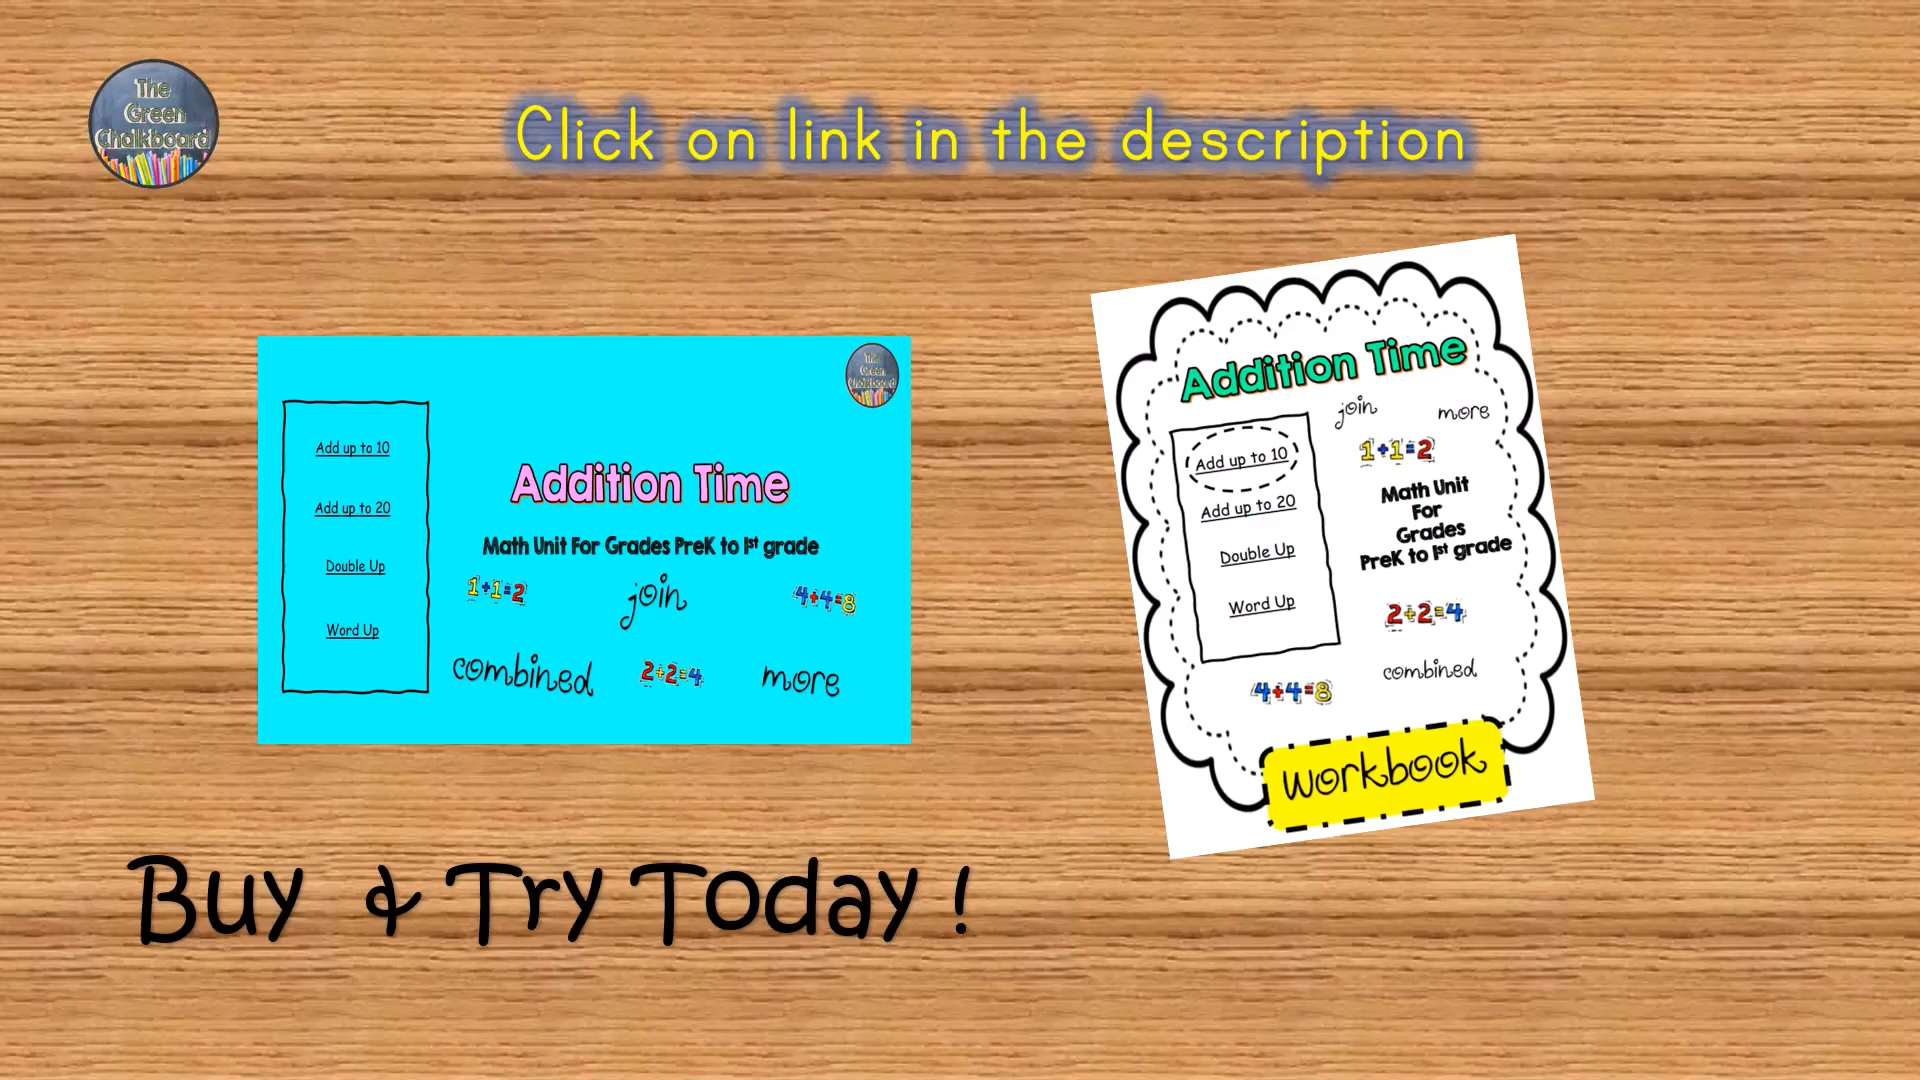 The
Green
Chalkboard
Click on link in the description
The
Green
Chalkboard
Add up to 10
Add up to 20
Double Up
Word Up
Addition Time
Math Unit For Grades PreK to 1st grade
1+1=2
join
4+4=8
combined
2+2=4
more
Addition Time
join
more
Add up to 10
Add up to 20
Double Up
Word Up
1+1=2
Math Unit
For
Grades
PreK to 1st grade
2+2=4
combined
4+4=8
workbook
Buy & Try Today !